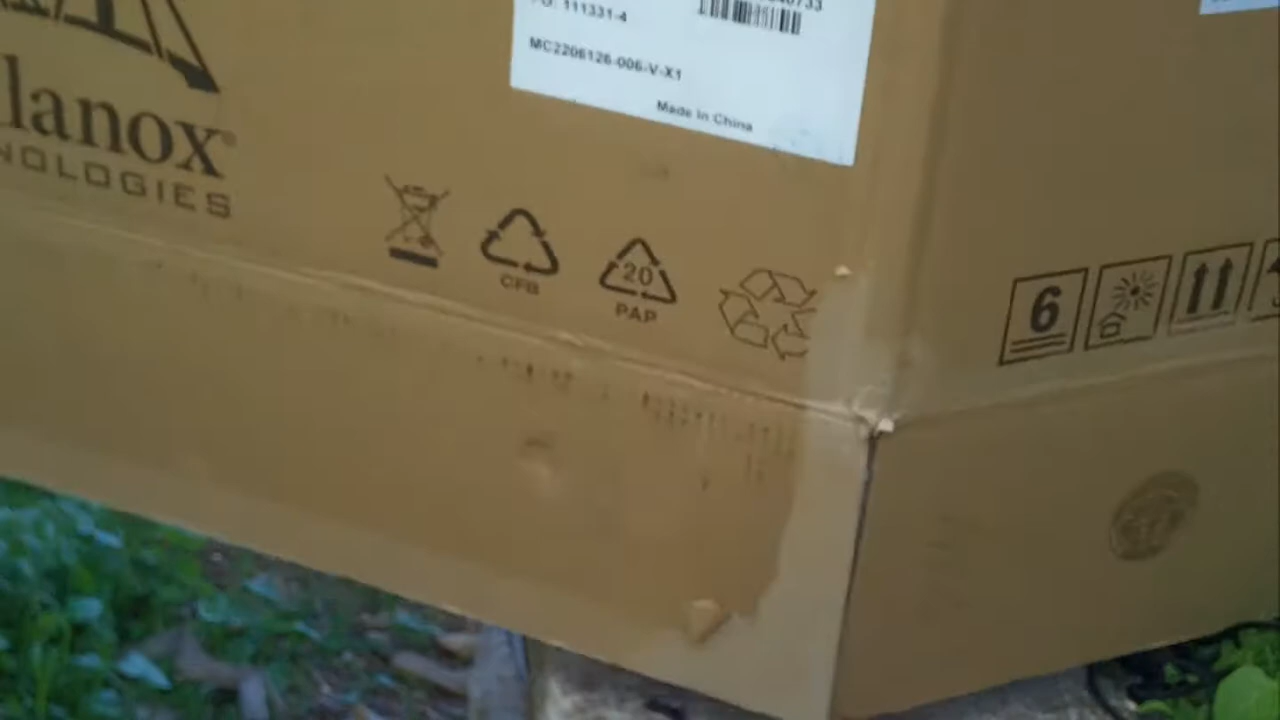 111331-4
MC2206126-006-V-X1
Made in China
lanox®
NOLOGIES
CFB
20
PAP
6